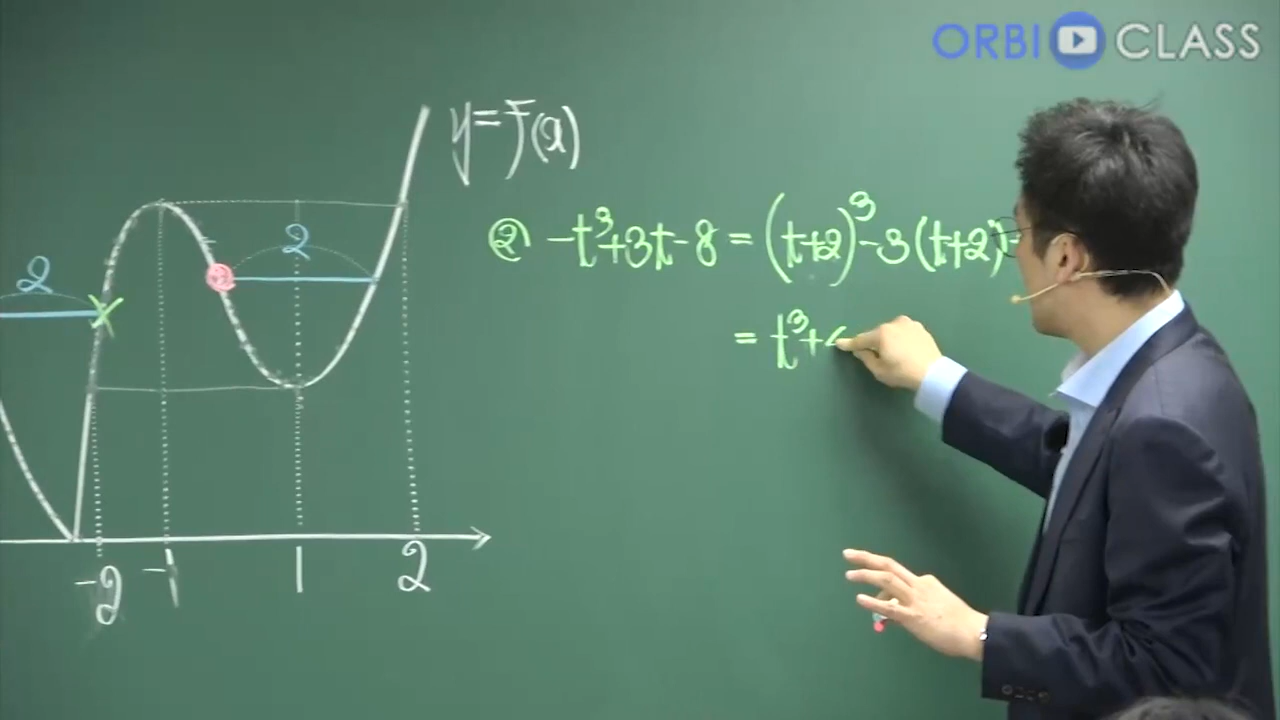 ORBI CLASS
y=f(x)
② -t³+3t-8 = (t+2)³-3(t+2)
= t³+
2
2
-2 -1 1 2